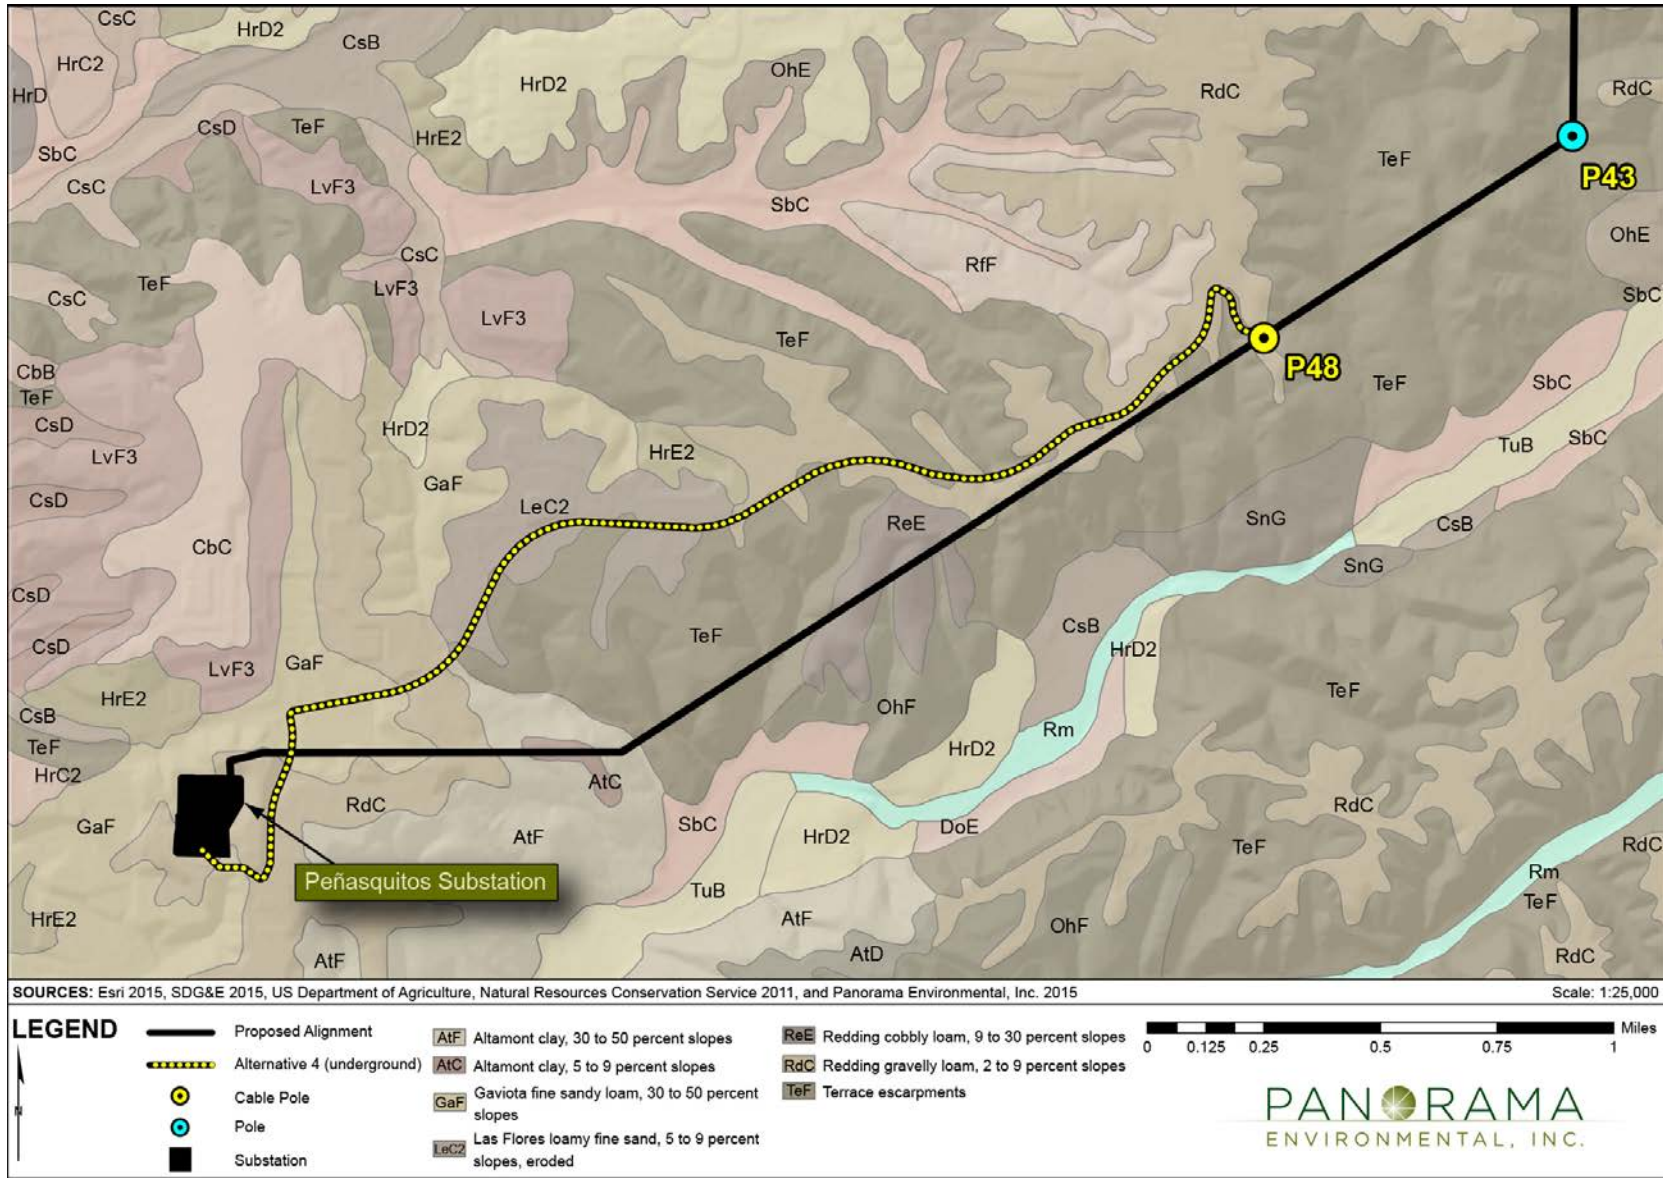 CsC
HrD2
CsB
HrC2
HrD2
OhE
RdC
RdC
HrD
CsD
TeF
HrE2
SbC
TeF
P43
CsC
LvF3
SbC
OhE
CsC
RfF
TeF
CsC
LvF3
SbC
LvF3
TeF
P48
CbB
TeF
TeF
SbC
CsD
HrD2
SbC
LvF3
HrE2
TuB
GaF
CsD
LeC2
ReE
SnG
CsB
CbC
SnG
CsD
TeF
CsB
CsD
LvF3
GaF
HrD2
TeF
HrE2
OhF
CsB
Rm
TeF
HrD2
HrC2
AtC
RdC
RdC
GaF
SbC
AtF
HrD2
DoE
TeF
RdC
Peñasquitos Substation
TuB
Rm
TeF
HrE2
AtF
OhF
AtF
AtD
RdC
SOURCES: Esri 2015, SDG&E 2015, US Department of Agriculture, Natural Resources Conservation Service 2011, and Panorama Environmental, Inc. 2015
Scale: 1:25,000
LEGEND
N
Proposed Alignment
Alternative 4 (underground)
Cable Pole
Pole
Substation
AtF Altamont clay, 30 to 50 percent slopes
AtC Altamont clay, 5 to 9 percent slopes
GaF Gaviota fine sandy loam, 30 to 50 percent
slopes
LeC2 Las Flores loamy fine sand, 5 to 9 percent
slopes, eroded
ReE Redding cobbly loam, 9 to 30 percent slopes
RdC Redding gravelly loam, 2 to 9 percent slopes
TeF Terrace escarpments
Miles
0 0.125 0.25 0.5 0.75 1
PANORAMA
ENVIRONMENTAL, INC.